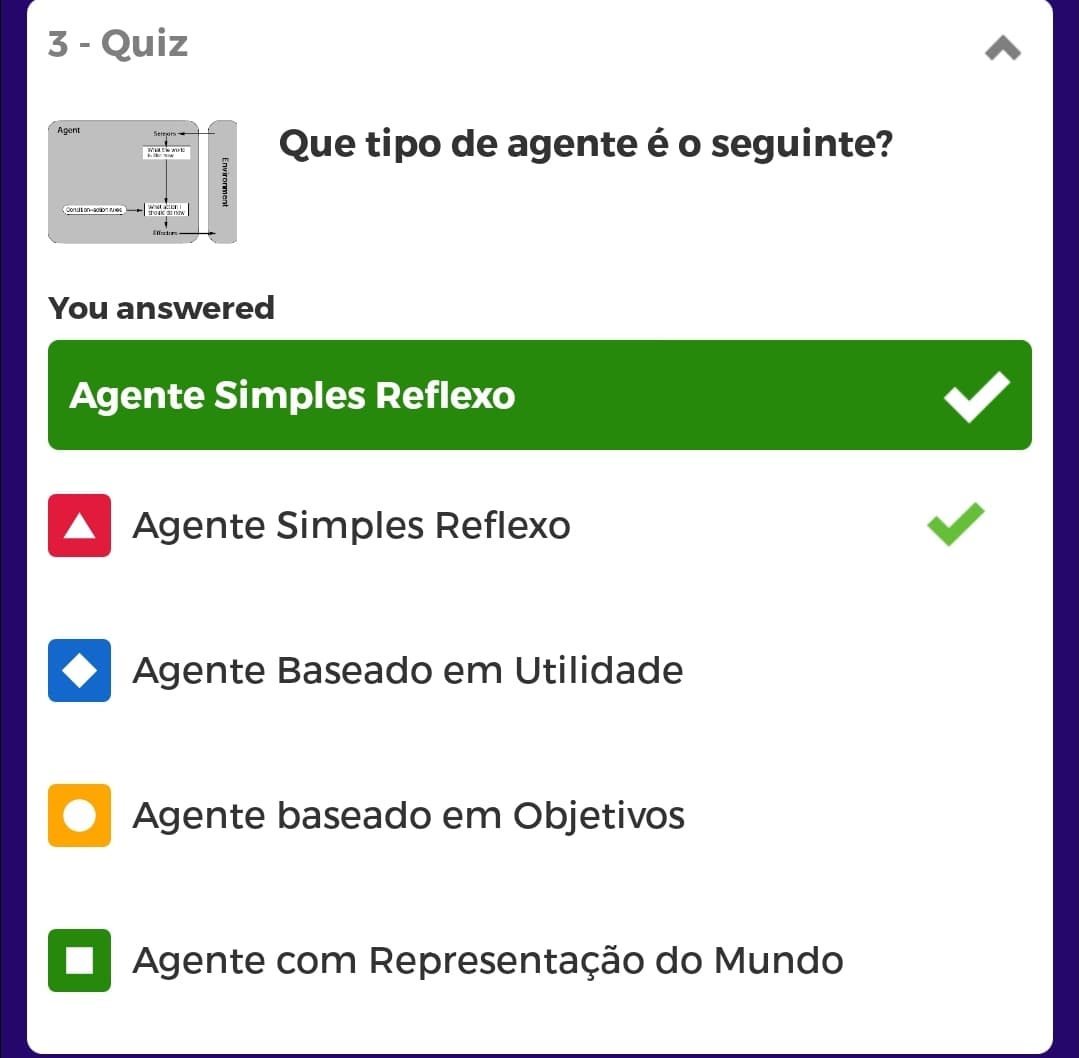 3 - Quiz
Agent
Sensors
What the world
is like now
Environment
Condition-action rules
What action I
should do now
Effectors
Que tipo de agente é o seguinte?
You answered
Agente Simples Reflexo
Agente Simples Reflexo
Agente Baseado em Utilidade
Agente baseado em Objetivos
Agente com Representação do Mundo